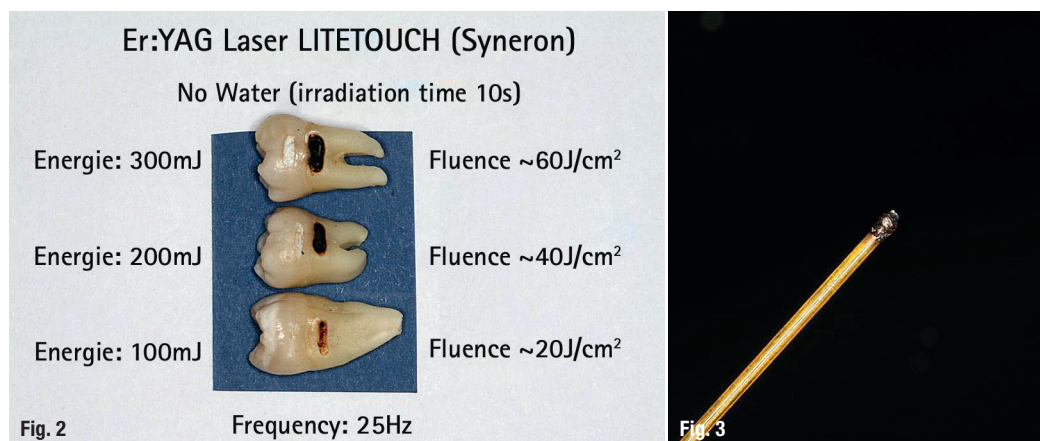 Er:YAG Laser LITETOUCH (Syneron)
No Water (irradiation time 10s)
Energie: 300mJ
Fluence ~60J/cm²
Energie: 200mJ
Fluence ~40J/cm²
Energie: 100mJ
Fluence ~20J/cm²
Frequency: 25Hz
Fig. 2
Fig. 3